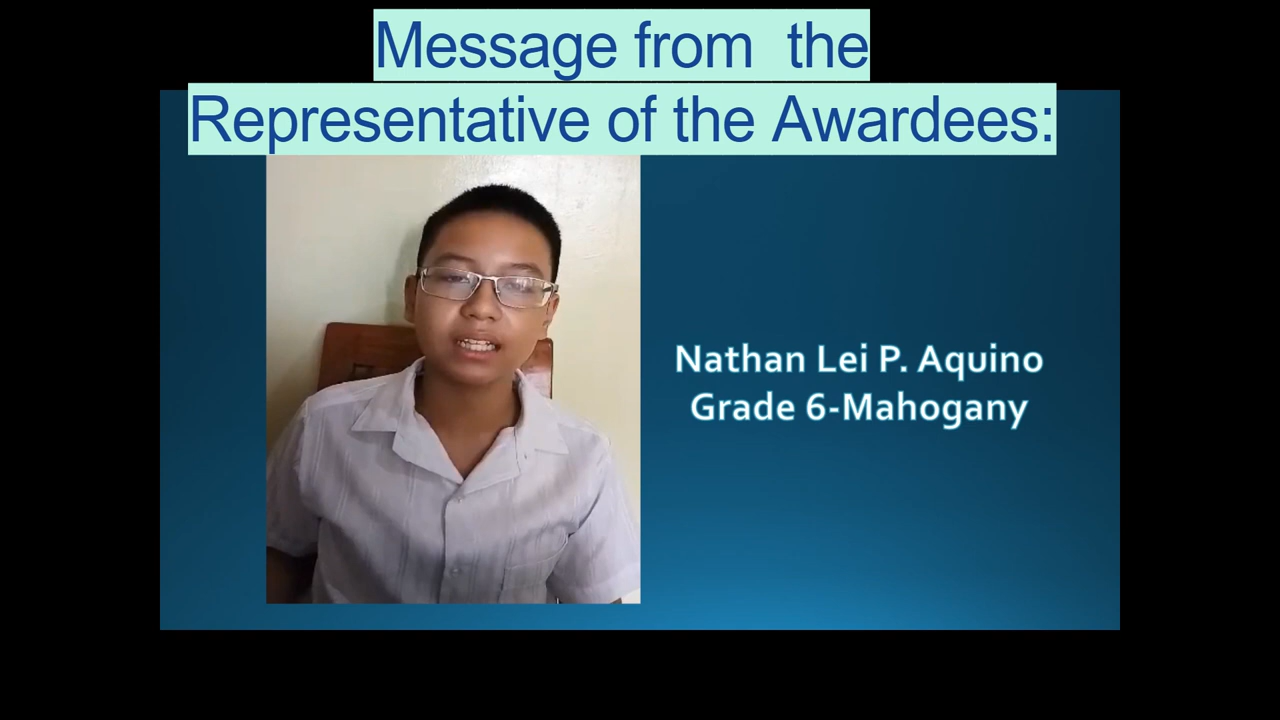 Message from  the
Representative of the Awardees:
Nathan Lei P. Aquino
Grade 6-Mahogany